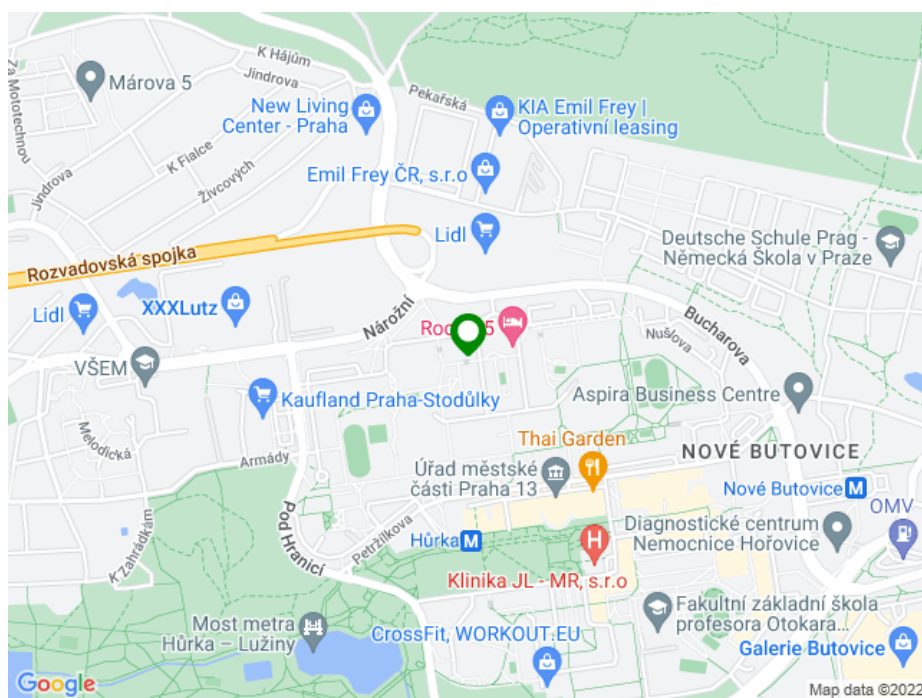 K Hájům
Jindrova
Za Mototechnou
Márova 5
Pekařská
New Living
Center - Praha
KIA Emil Frey |
Operativní leasing
K Fialce
Živcových
Jindrova
Emil Frey ČR, s.r.o
Lidl
Deutsche Schule Prag -
Německá Škola v Praze
Rozvadovská spojka
XXXLutz
Lidl
Nárožní
5
Bucharova
Nušlova
VŠEM
Kaufland Praha-Stodůlky
Aspira Business Centre
Melodická
Armády
Thai Garden
NOVÉ BUTOVICE
Úřad městské
části Praha 13
Nové Butovice M
OMV
Pod Hranicí
Petržílkova
Hůrka M
Diagnostické centrum
Nemocnice Hořovice
K Zahrádkám
H
Klinika JL - MR, s.r.o
Fakultní základní škola
profesora Otokara...
Most metra
Hůrka – Lužiny
CrossFit, WORKOUT.EU
Galerie Butovice
Google
Map data ©2023